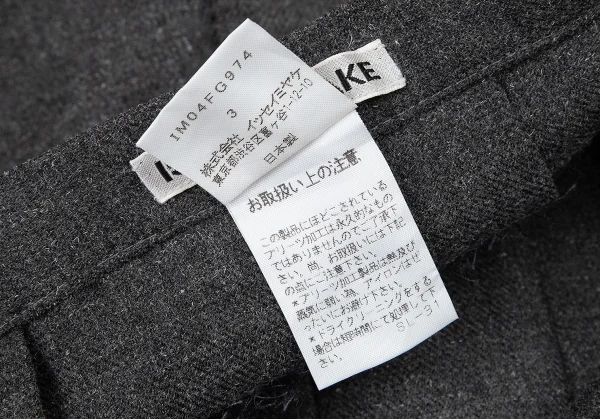 KE
IM04FG974
3
株式会社 イッセイミヤケ
東京都渋谷区富ヶ谷1-12-10
日本製
お取扱い上の注意
この製品にほどこされている
プリーツ加工は永久的なもの
ではありませんのでご了承下
さい。尚、お取扱いには下記
の点にご注意下さい。
*プリーツ加工製品は熱及び
蒸気に弱い為、アイロンはぜ
ったいにお避け下さい。
*ドライクリーニングをする
場合は短時間にて処理して下
さい。
SL-31